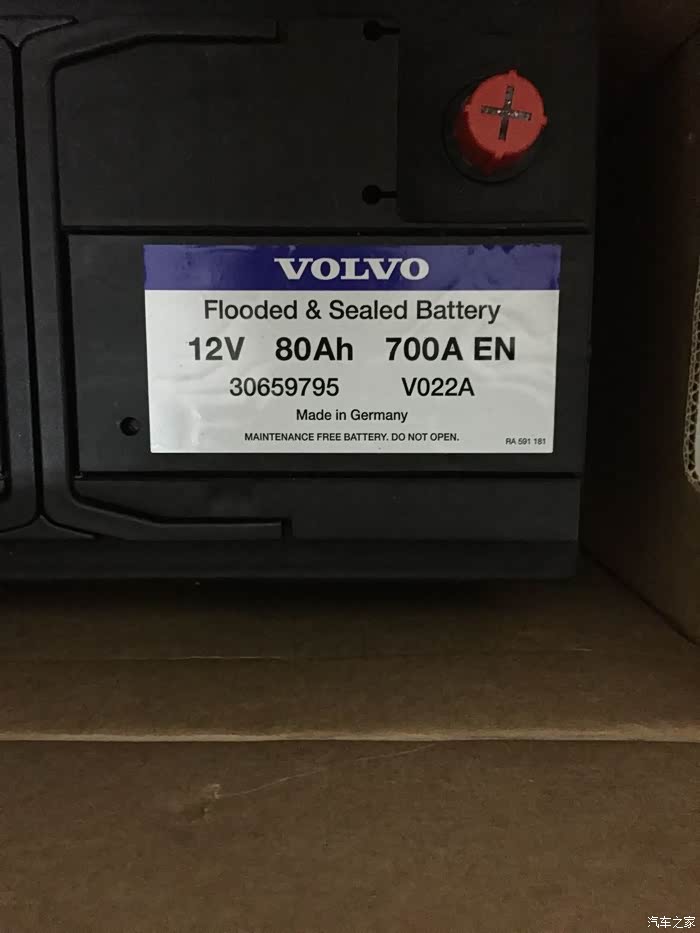 VOLVO
Flooded & Sealed Battery
12V 80Ah 700A EN
30659795 V022A
Made in Germany
MAINTENANCE FREE BATTERY. DO NOT OPEN.
RA 591 181
汽车之家